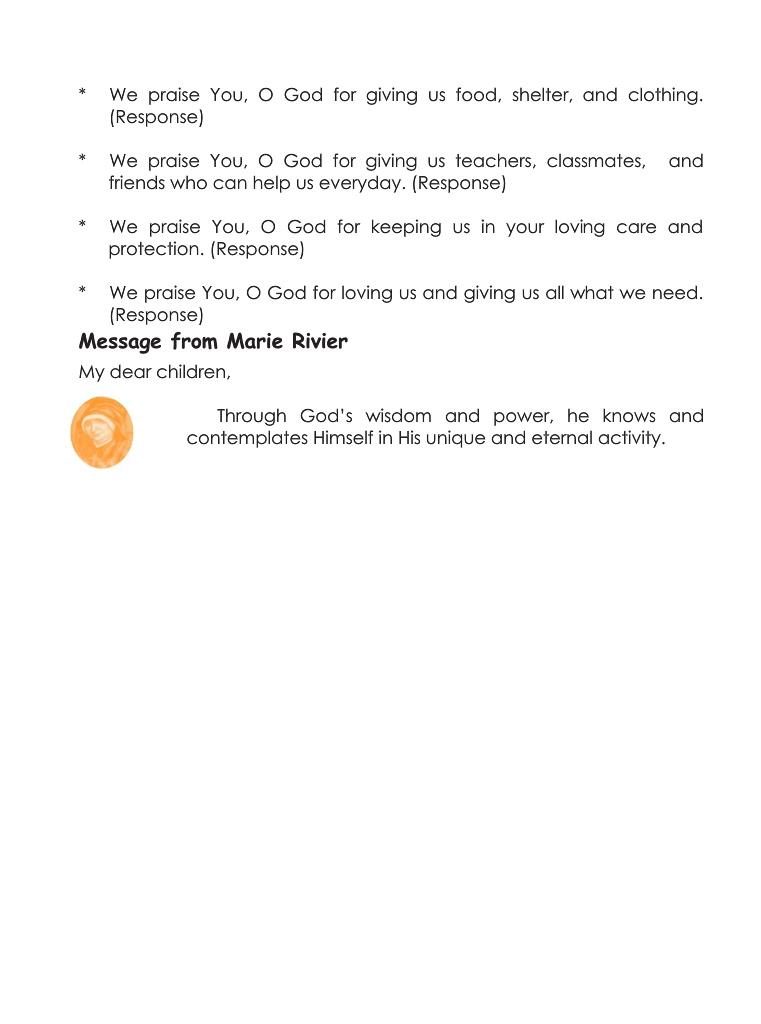 * We praise You, O God for giving us food, shelter, and clothing.
(Response)
* We praise You, O God for giving us teachers, classmates, and
friends who can help us everyday. (Response)
* We praise You, O God for keeping us in your loving care and
protection. (Response)
* We praise You, O God for loving us and giving us all what we need.
(Response)
Message from Marie Rivier
My dear children,
Through God's wisdom and power, he knows and
contemplates Himself in His unique and eternal activity.